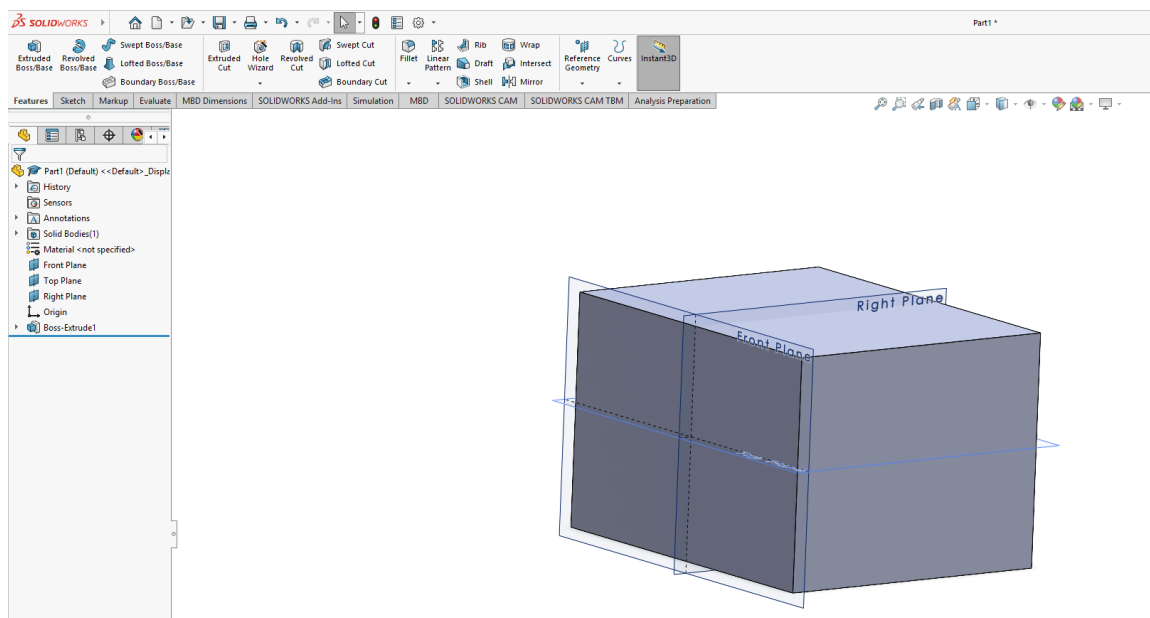 SOLIDWORKS
Part1 *
Extruded Boss/Base
Revolved Boss/Base
Swept Boss/Base
Lofted Boss/Base
Boundary Boss/Base
Extruded Cut
Hole Wizard
Revolved Cut
Swept Cut
Lofted Cut
Boundary Cut
Fillet
Linear Pattern
Rib
Draft
Shell
Wrap
Intersect
Mirror
Reference Geometry
Curves
Instant3D
Features Sketch Markup Evaluate MBD Dimensions SOLIDWORKS Add-Ins Simulation MBD SOLIDWORKS CAM SOLIDWORKS CAM TBM Analysis Preparation
Part1 (Default) <<Default>_Displa
History
Sensors
Annotations
Solid Bodies(1)
Material <not specified>
Front Plane
Top Plane
Right Plane
Origin
Boss-Extrude1
Right Plane
Front Plane